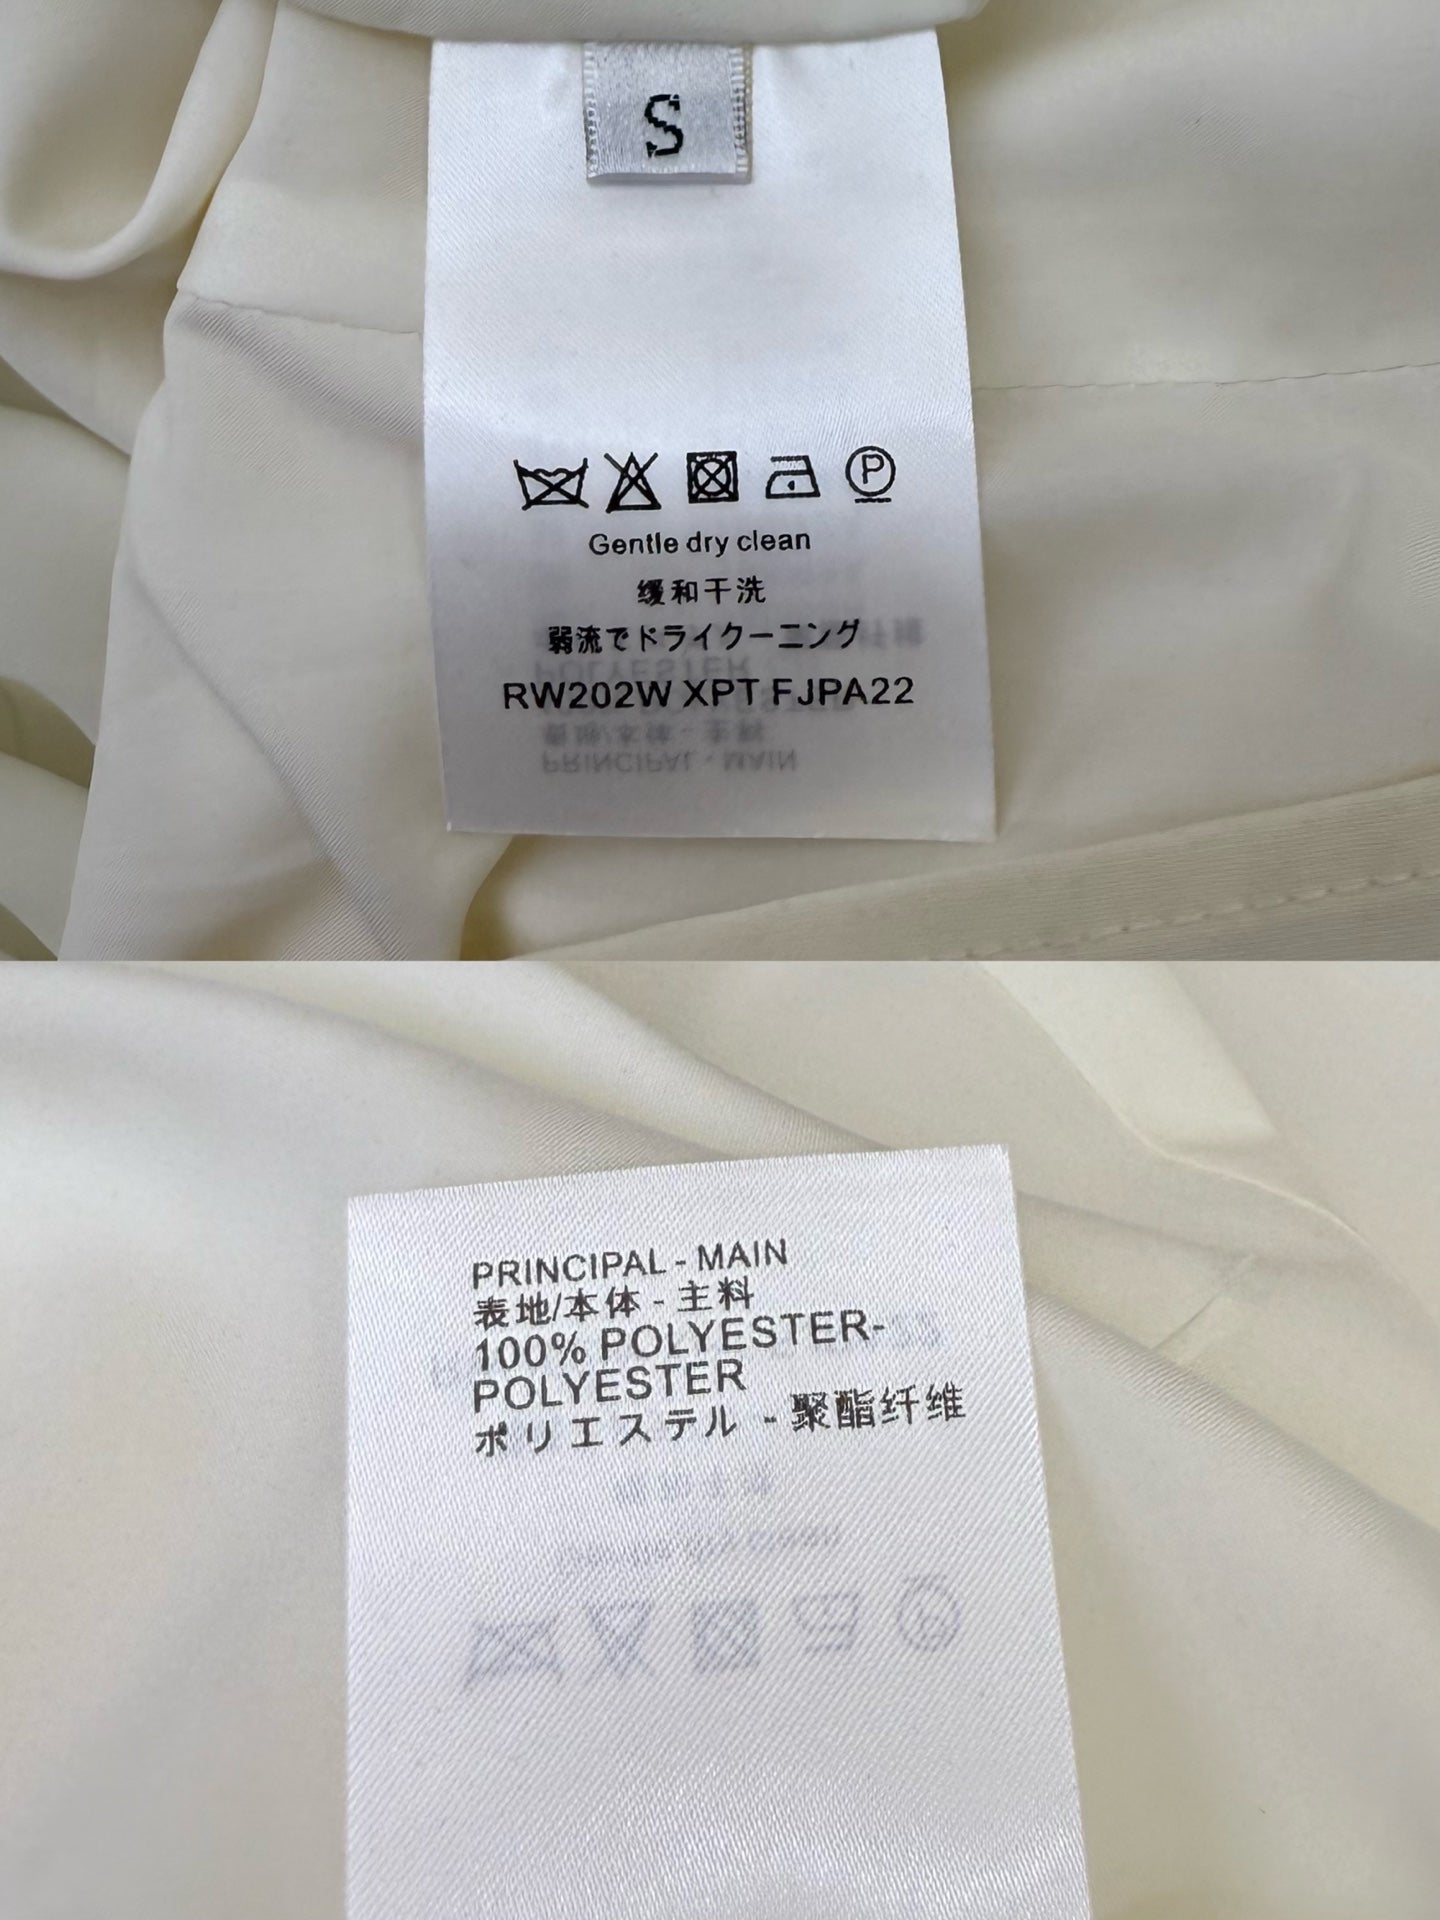 S
P
Gentle dry clean
缓和干洗
弱流でドライクーニング
RW202W XPT FJPA22
PRINCIPAL - MAIN
表地/本体 - 主料
100% POLYESTER-
POLYESTER
ポリエステル - 聚酯纤维